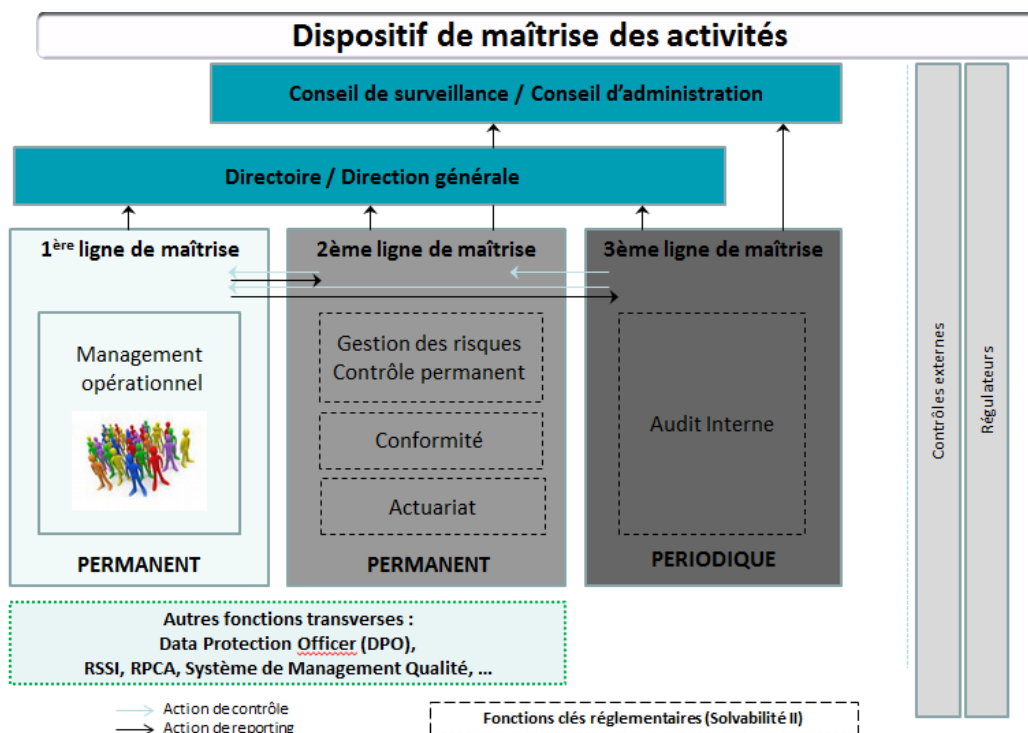 Dispositif de maîtrise des activités
Conseil de surveillance / Conseil d'administration
Directoire / Direction générale
1ère ligne de maîtrise
2ème ligne de maîtrise
3ème ligne de maîtrise
Management
opérationnel
Gestion des risques
Contrôle permanent
Conformité
Actuariat
Audit Interne
PERMANENT
PERMANENT
PERIODIQUE
Autres fonctions transverses :
Data Protection Officer (DPO),
RSSI, RPCA, Système de Management Qualité, ...
Action de contrôle
Action de reporting
Fonctions clés réglementaires (Solvabilité II)
Contrôles externes
Régulateurs